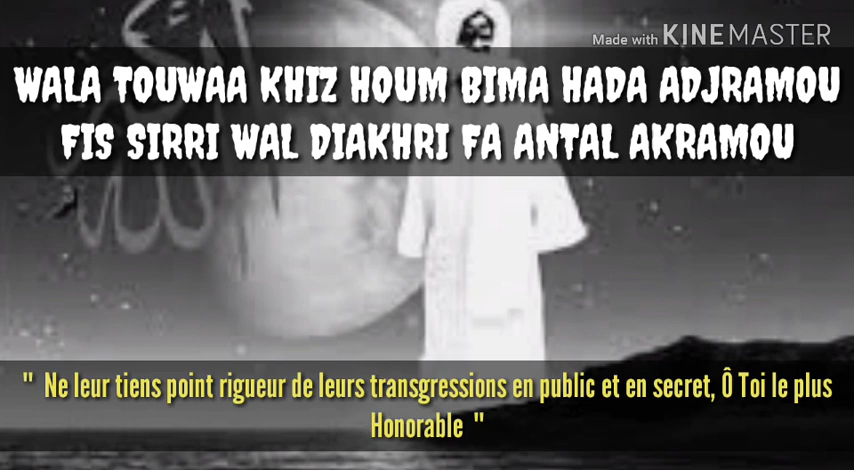 Made with KINEMASTER
WALA TOUWAA KHIZ HOUM BIMA HADA ADJRAMOU
FIS SIRRI WAL DIAKHRI FA ANTAL AKRAMOU
" Ne leur tiens point rigueur de leurs transgressions en public et en secret, Ô Toi le plus
Honorable "